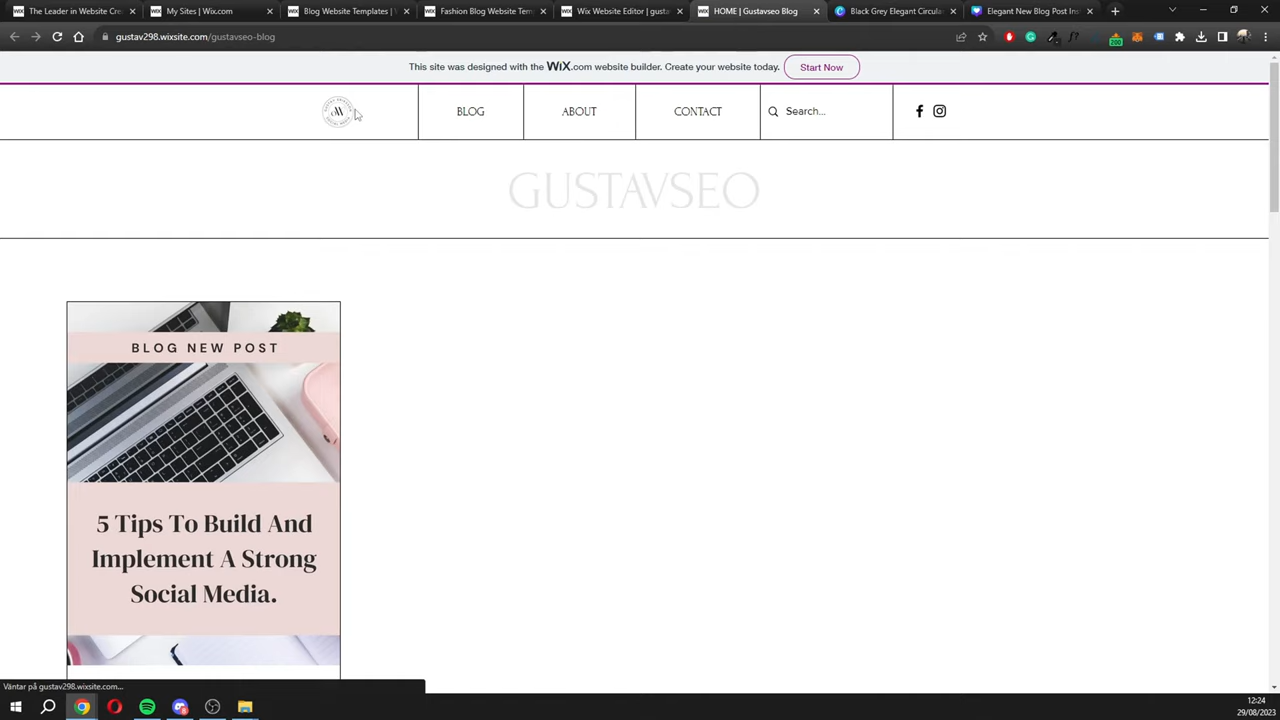 The Leader in Website Cre
My Sites | Wix.com
Blog Website Templates |
Fashion Blog Website Tem
Wix Website Editor | gusta
HOME | Gustavseo Blog
Black Grey Elegant Circula
Elegant New Blog Post Ins
gustav298.wixsite.com/gustavseo-blog
This site was designed with the WiX.com website builder. Create your website today.
Start Now
BLOG
ABOUT
CONTACT
Search...
GUSTAVSEO
BLOG NEW POST
5 Tips To Build And
Implement A Strong
Social Media.
Väntar på gustav298.wixsite.com...
12:24
29/08/2023